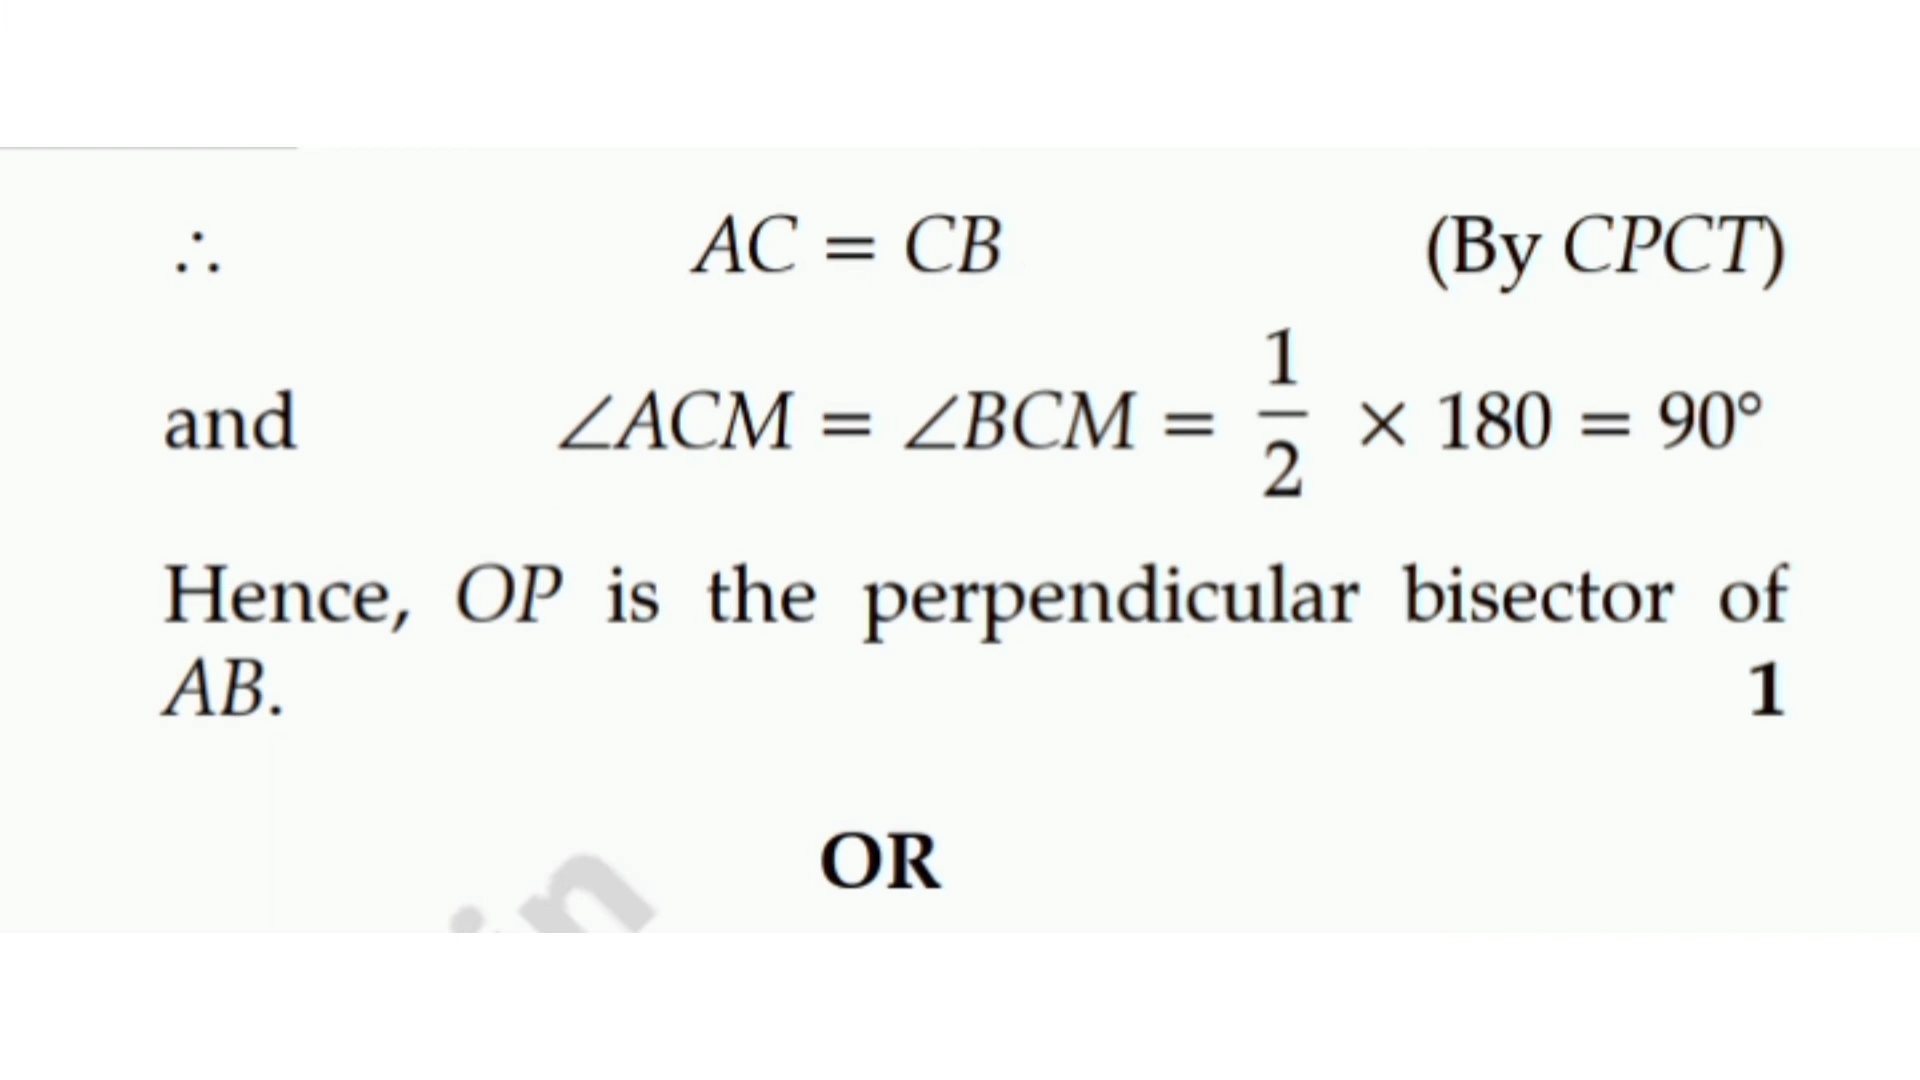 ∴ AC = CB (By CPCT)
and ∠ACM = ∠BCM = 1/2 × 180 = 90°
Hence, OP is the perpendicular bisector of
AB. 1
OR
in